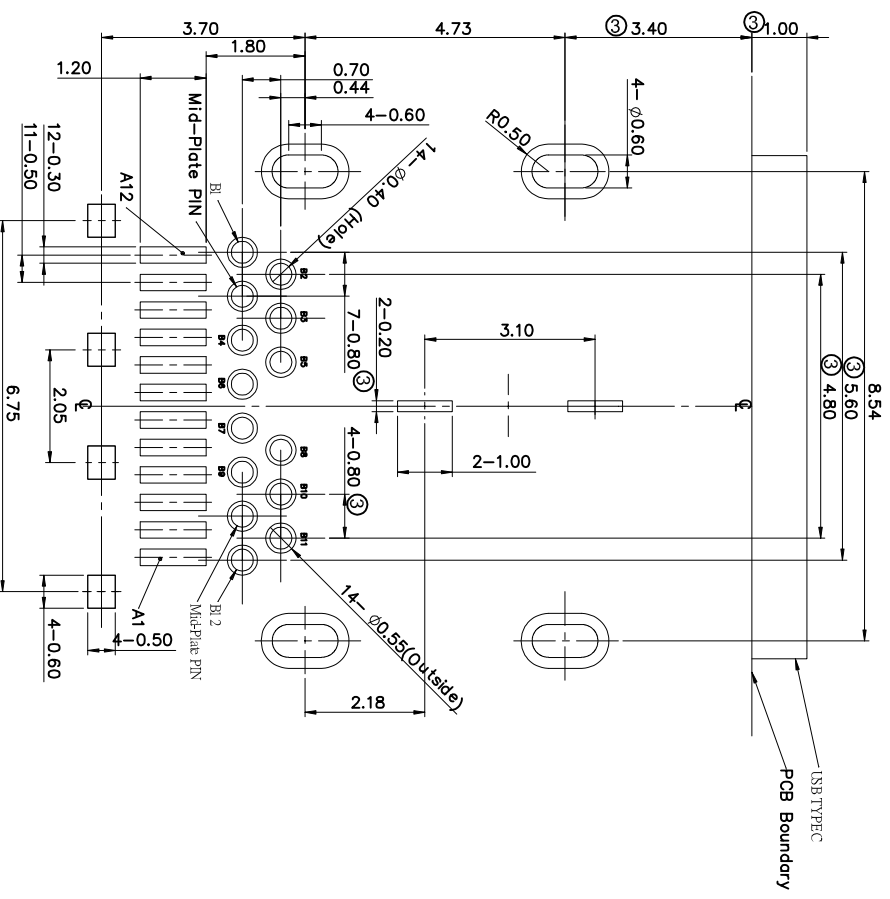 3.70
4.73
③ 3.40
③ 1.00
1.80
1.20
0.70
0.44
4-0.60
4- ∅0.60
R0.50
14- ∅0.40 (Hole)
Mid-Plate PIN
B1
A12
12-0.30
11-0.50
B2
B3
B5
B4
B6
B7
B9
B8
B10
B11
7-0.80 ③
2-0.20
3.10
③ 4.80
③ 5.60
8.54
6.75
2.05
2-1.00
4-0.80 ③
14- ∅0.55(Outside)
B12
Mid-Plate PIN
A1
4-0.50
4-0.60
2.18
USB TYPEC
PCB Boundary